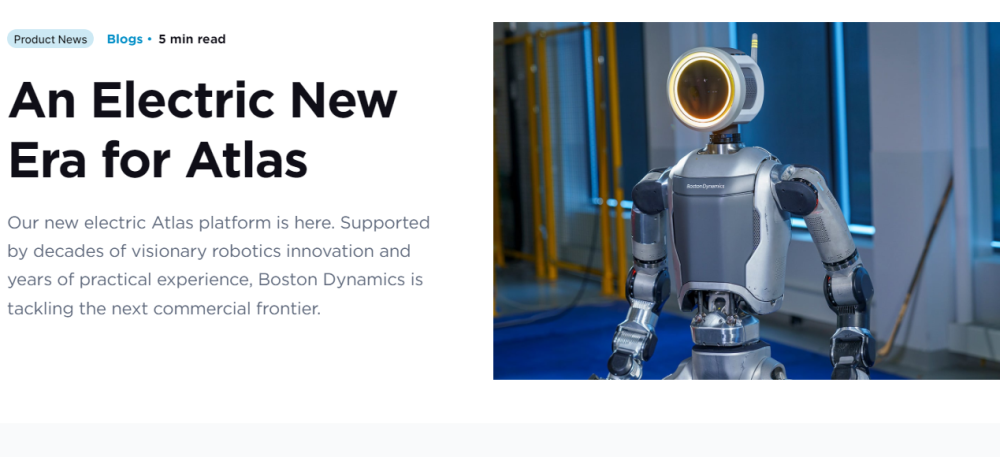 Product News Blogs • 5 min read
An Electric New
Era for Atlas
Our new electric Atlas platform is here. Supported
by decades of visionary robotics innovation and
years of practical experience, Boston Dynamics is
tackling the next commercial frontier.
BostonDynamics